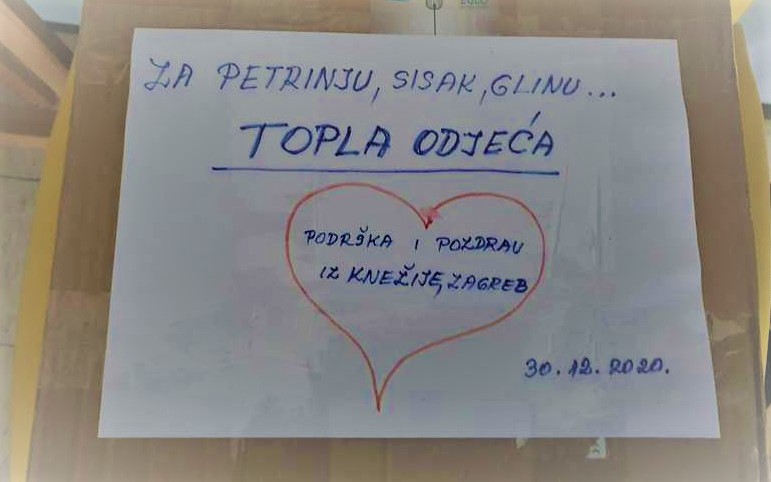 ZA PETRINJU, SISAK, GLINU...
TOPLA ODJEĆA
PODRŠKA I POZDRAV
IZ KNEŽIJE, ZAGREB
30.12.2020.